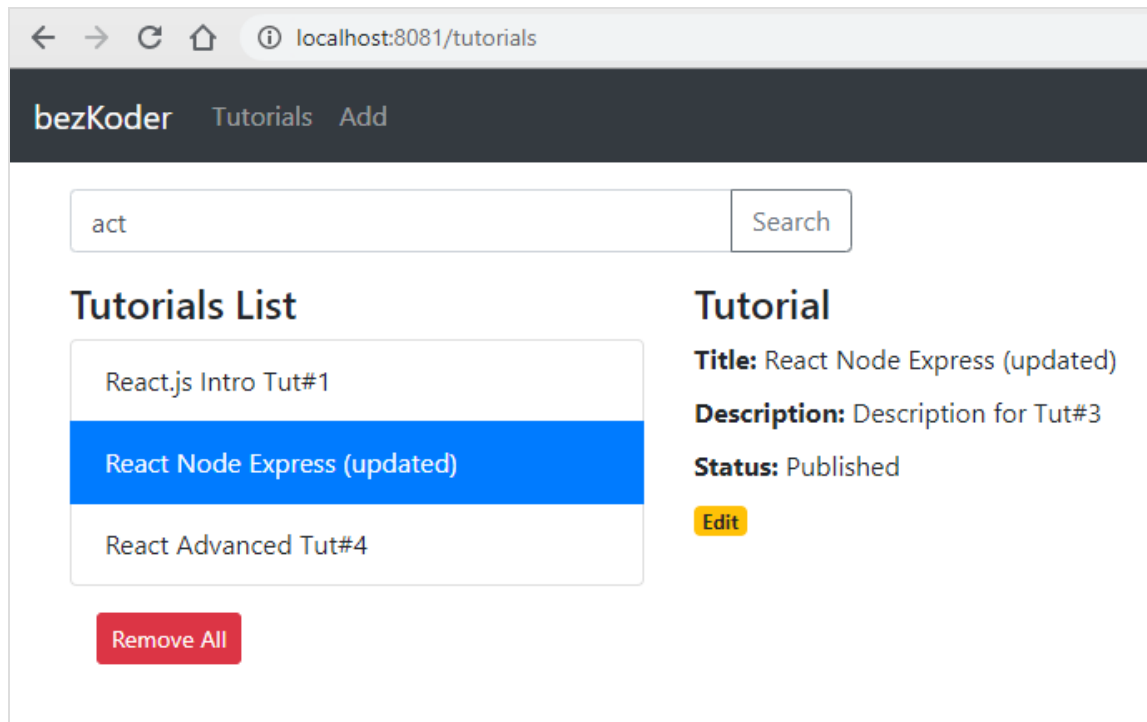 localhost:8081/tutorials
bezKoder Tutorials Add
act Search
Tutorials List
React.js Intro Tut#1
React Node Express (updated)
React Advanced Tut#4
Remove All
Tutorial
Title: React Node Express (updated)
Description: Description for Tut#3
Status: Published
Edit